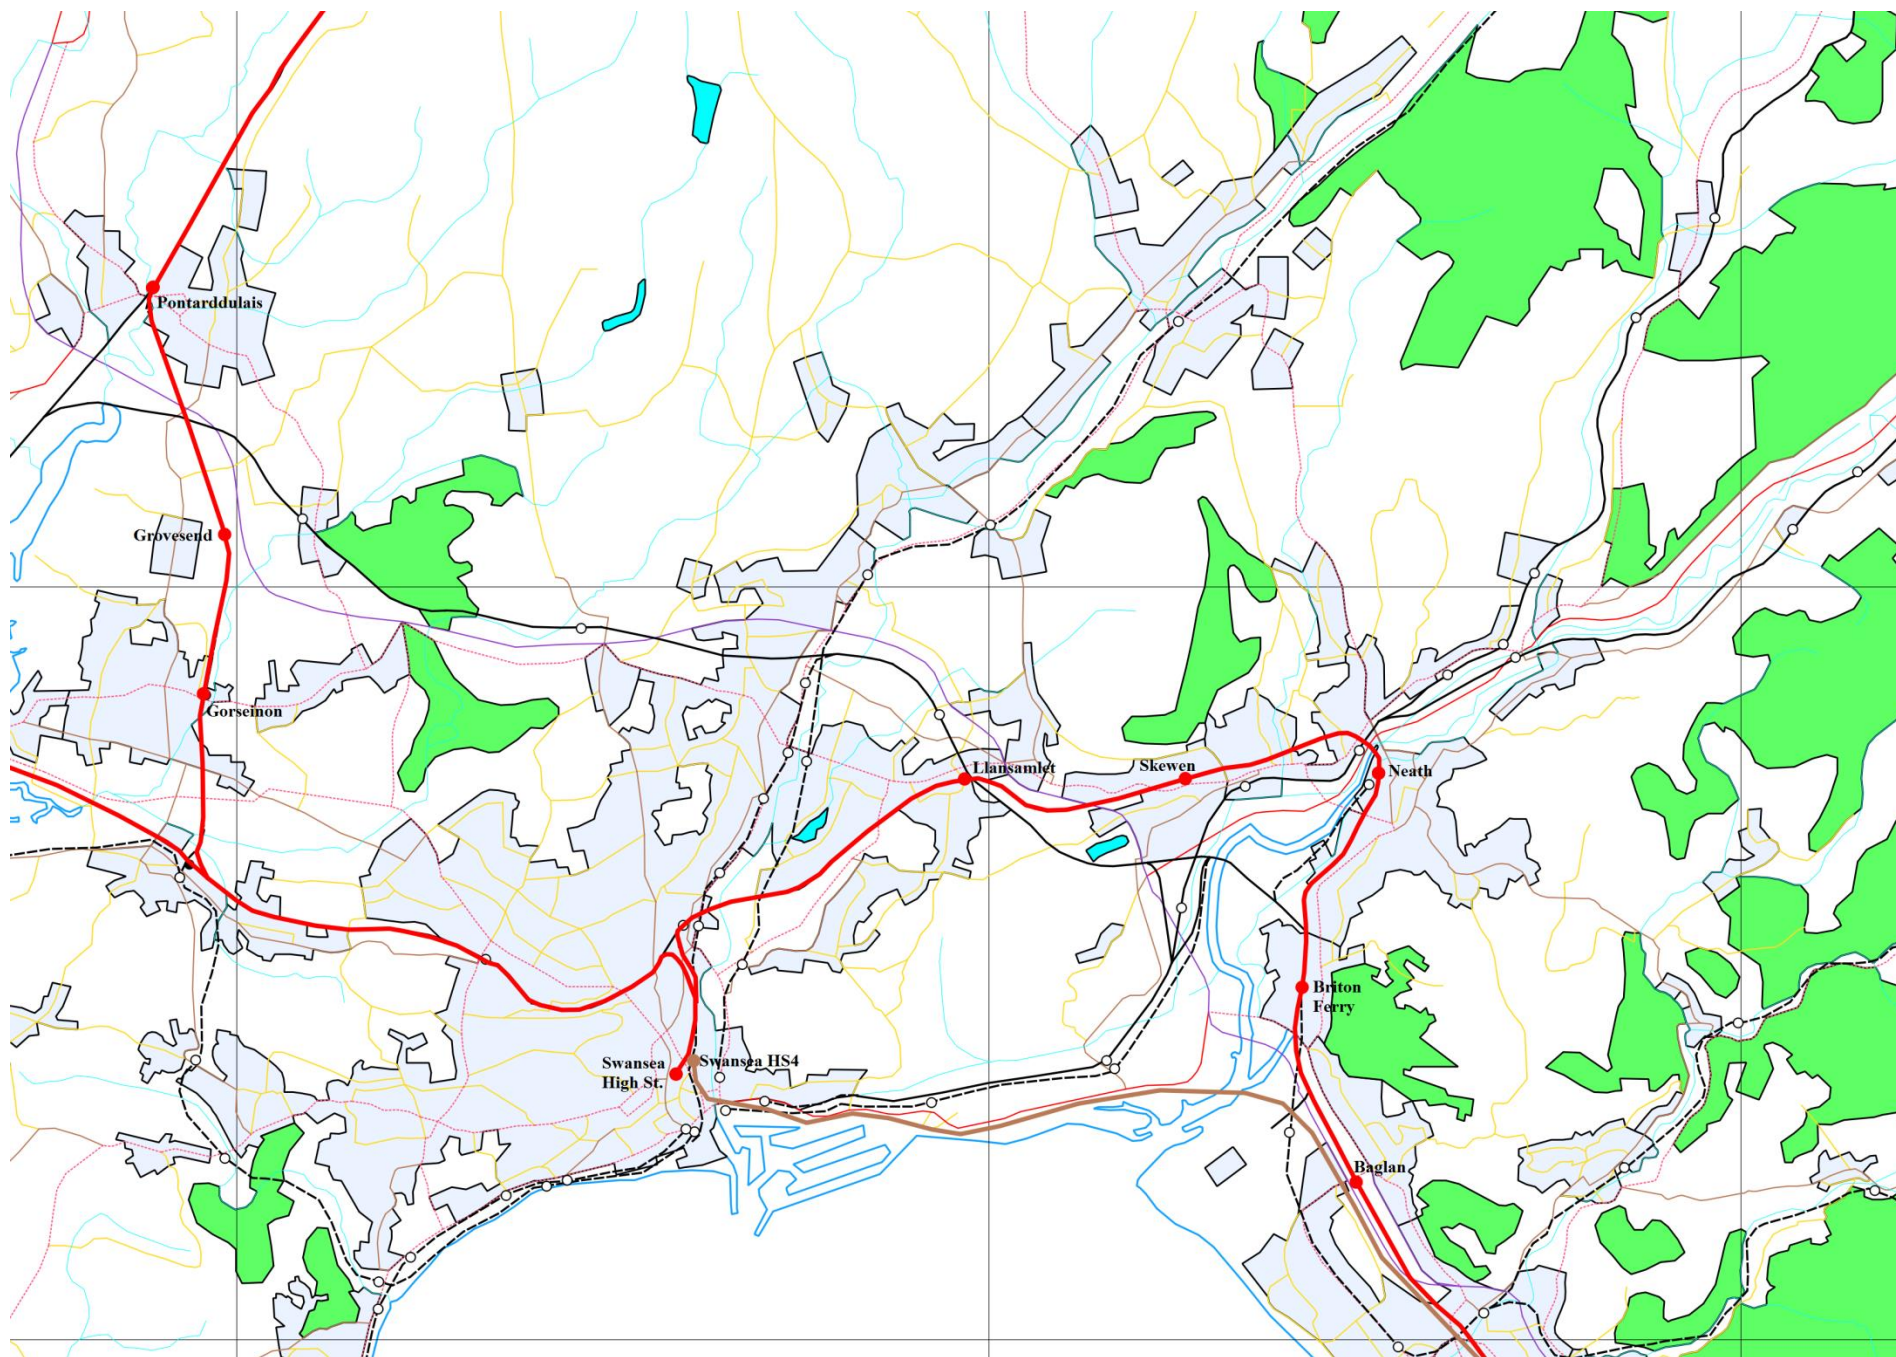 Pontarddulais
Grovesend
Gorseinon
Llansamlet
Skewen
Neath
Briton
Ferry
Swansea HS4
Swansea
High St.
Baglan